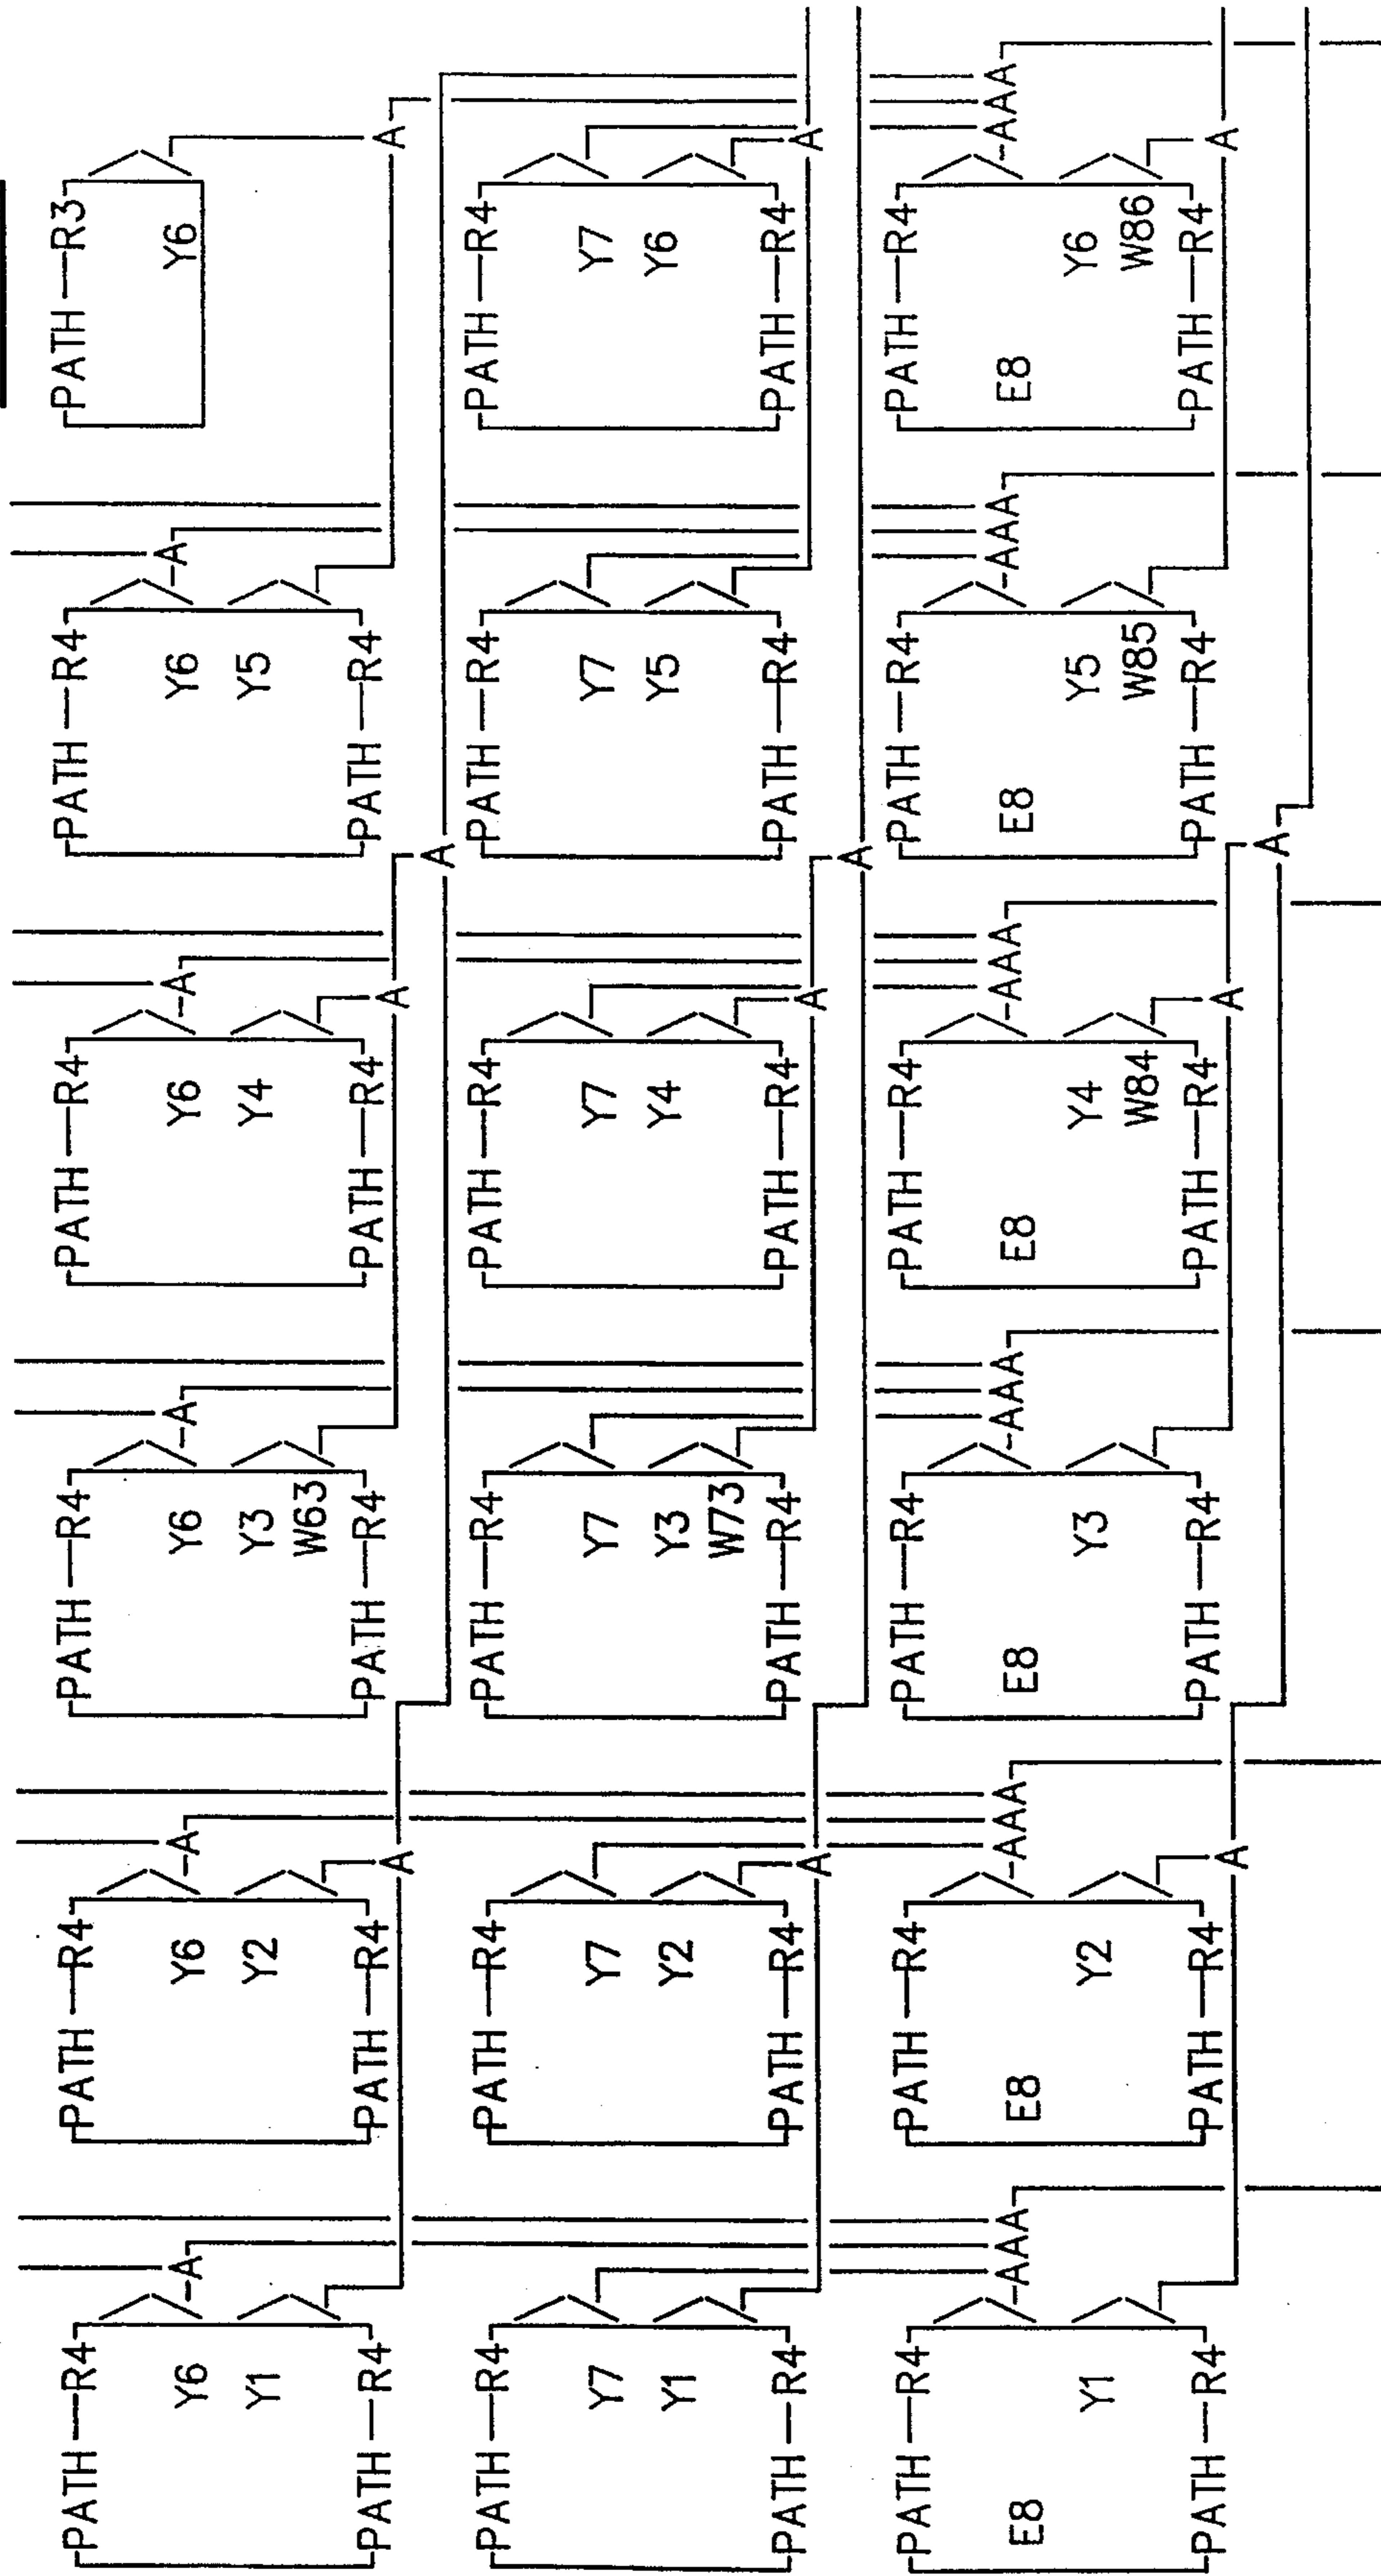 PATH—R4 PATH—R4 PATH—R4 PATH—R4 PATH—R4 PATH—R3
Y6 A Y6 A Y6 A Y6 A Y6 A Y6
Y1 Y2 Y3 Y4 Y5
W63
PATH—R4 PATH—R4 PATH—R4 PATH—R4 PATH—R4
A A A
A
PATH—R4 PATH—R4 PATH—R4 PATH—R4 PATH—R4 PATH—R4
Y7 Y7 Y7 Y7 Y7 Y7
Y1 Y2 Y3 Y4 Y5 Y6
W73
PATH—R4 PATH—R4 PATH—R4 PATH—R4 PATH—R4 PATH—R4
A A A
A
PATH—R4 PATH—R4 PATH—R4 PATH—R4 PATH—R4 PATH—R4
E8 AAA E8 AAA E8 AAA E8 AAA E8 AAA E8 AAA
Y1 Y2 Y3 Y4 Y5 Y6
W84 W85 W86
PATH—R4 PATH—R4 PATH—R4 PATH—R4 PATH—R4 PATH—R4
A A A
A